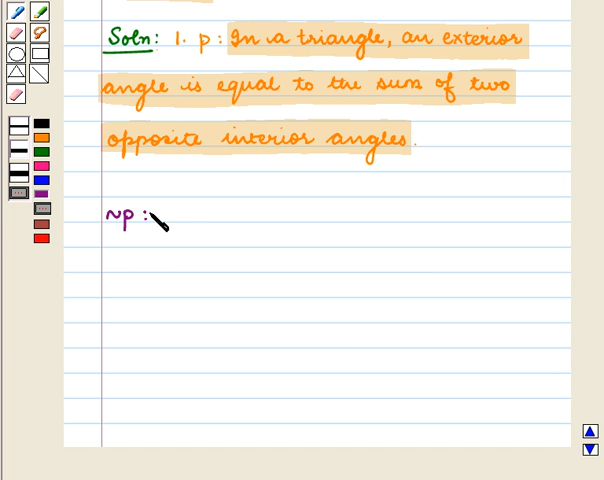 Soln: 1. p: In a triangle, an exterior
angle is equal to the sum of two
opposite interior angles.
~p :